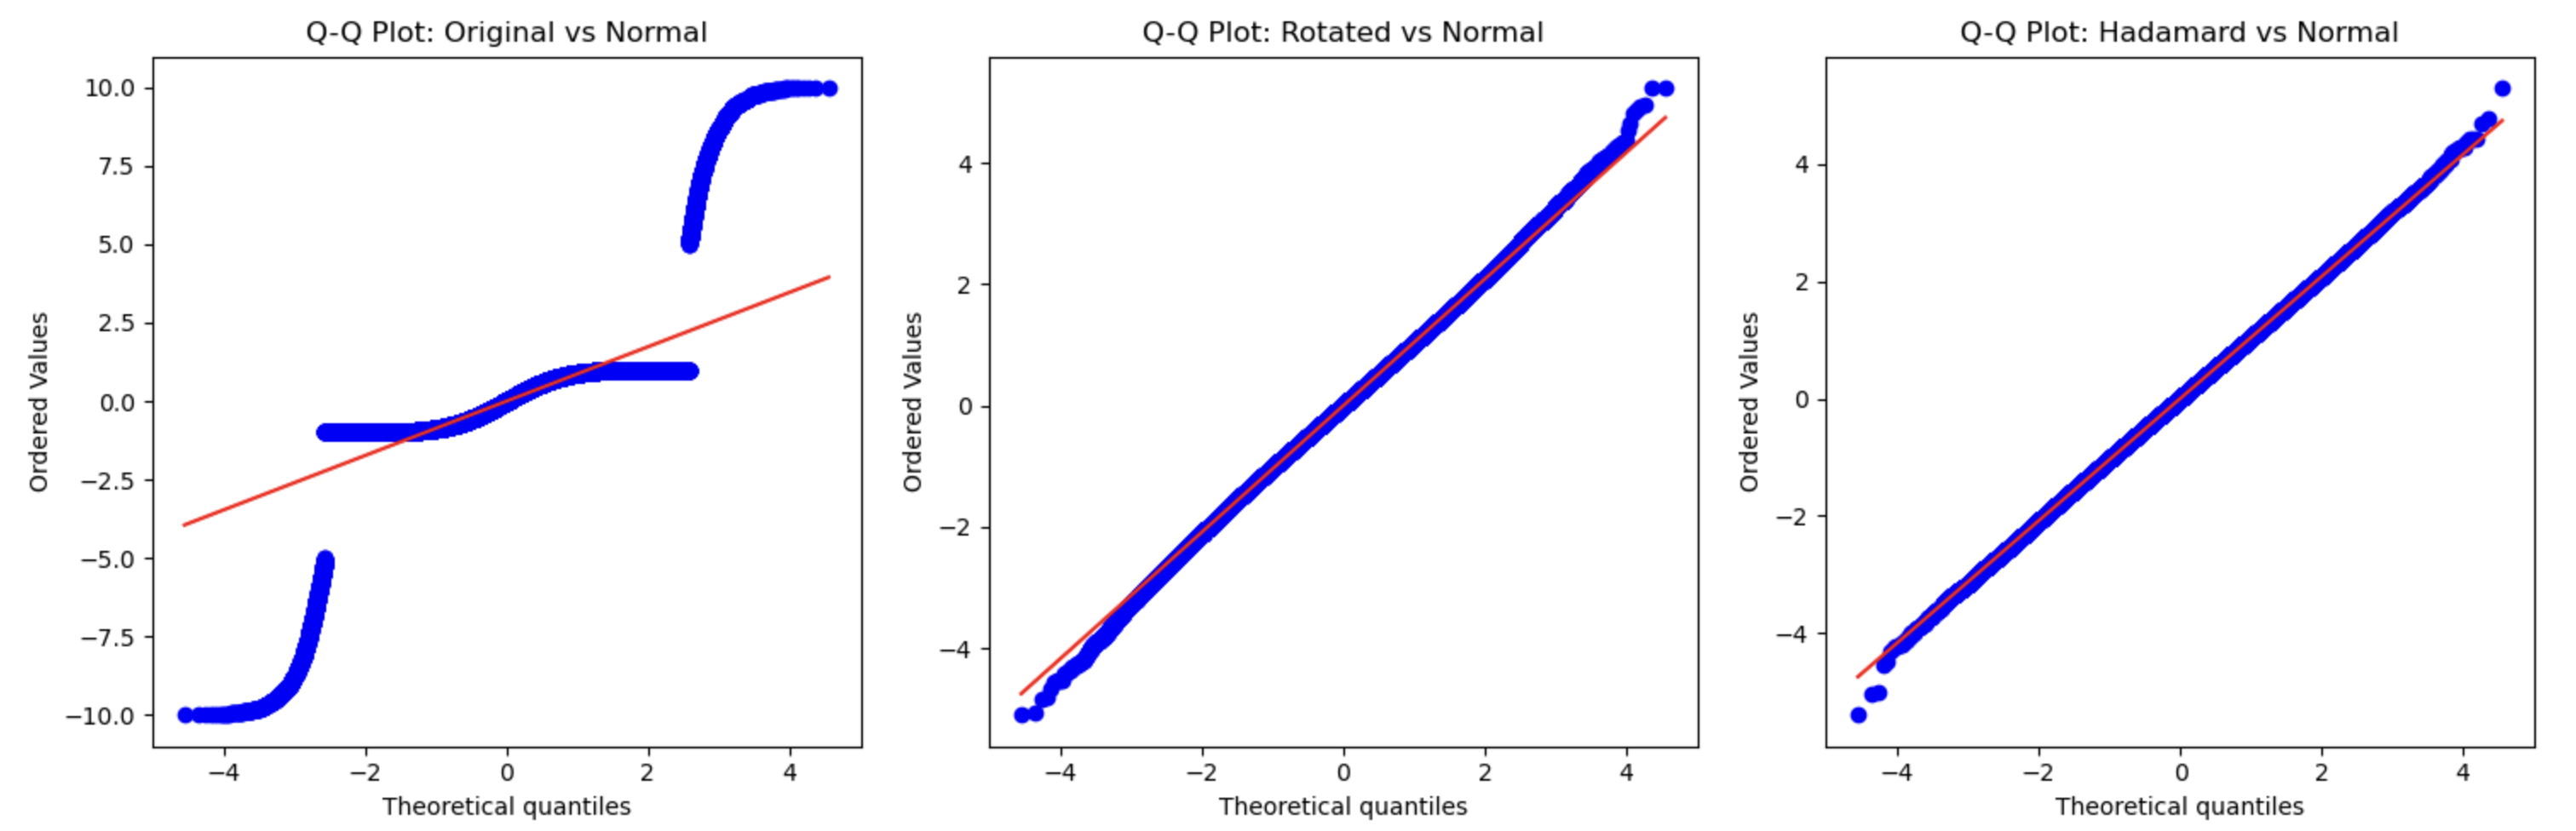 Q-Q Plot: Original vs Normal
Ordered Values
10.0
7.5
5.0
2.5
0.0
−2.5
−5.0
−7.5
−10.0
−4 −2 0 2 4
Theoretical quantiles
Q-Q Plot: Rotated vs Normal
Ordered Values
4
2
0
−2
−4
−4 −2 0 2 4
Theoretical quantiles
Q-Q Plot: Hadamard vs Normal
Ordered Values
4
2
0
−2
−4
−4 −2 0 2 4
Theoretical quantiles